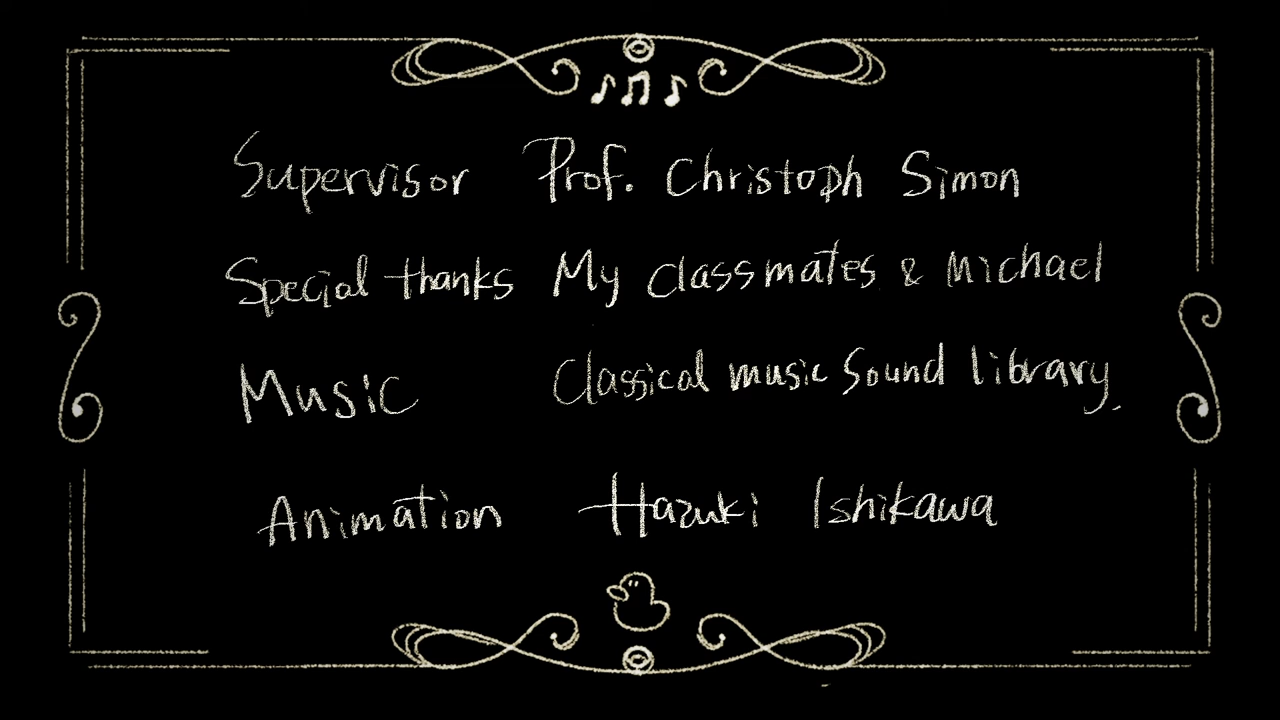 Supervisor Prof. Christoph Simon
Special thanks My classmates & Michael
Music Classical music Sound library.
Animation Hazuki Ishikawa